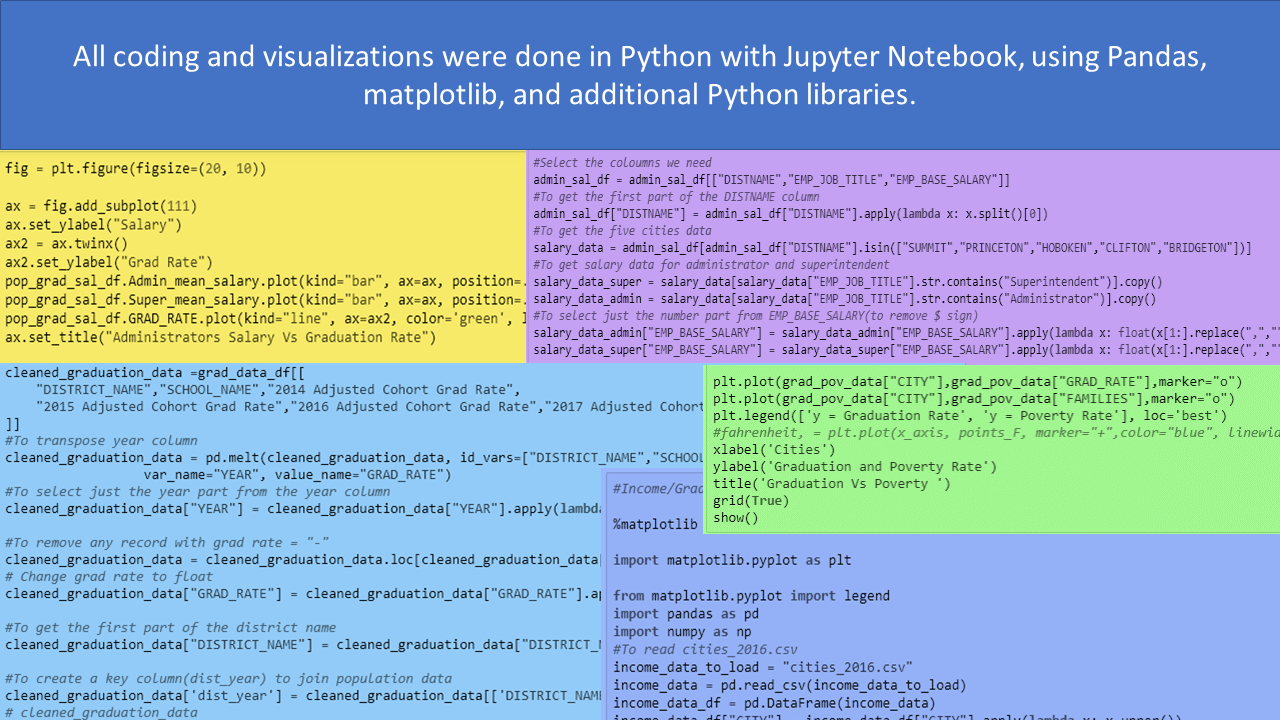 All coding and visualizations were done in Python with Jupyter Notebook, using Pandas,
matplotlib, and additional Python libraries.
fig = plt.figure(figsize=(20, 10))
ax = fig.add_subplot(111)
ax.set_ylabel("Salary")
ax2 = ax.twinx()
ax2.set_ylabel("Grad Rate")
pop_grad_sal_df.Admin_mean_salary.plot(kind="bar", ax=ax, position=.
pop_grad_sal_df.Super_mean_salary.plot(kind="bar", ax=ax, position=.
pop_grad_sal_df.GRAD_RATE.plot(kind="line", ax=ax2, color='green',
ax.set_title("Administrators Salary Vs Graduation Rate")
#Select the coloumns we need
admin_sal_df = admin_sal_df[["DISTNAME","EMP_JOB_TITLE","EMP_BASE_SALARY"]]
#To get the first part of the DISTNAME column
admin_sal_df["DISTNAME"] = admin_sal_df["DISTNAME"].apply(lambda x: x.split()[0])
#To get the five cities data
salary_data = admin_sal_df[admin_sal_df["DISTNAME"].isin(["SUMMIT","PRINCETON","HOBOKEN","CLIFTON","BRIDGETON"])]
#To get salary data for administrator and superintendent
salary_data_super = salary_data[salary_data["EMP_JOB_TITLE"].str.contains("Superintendent")].copy()
salary_data_admin = salary_data[salary_data["EMP_JOB_TITLE"].str.contains("Administrator")].copy()
#To select just the number part from EMP_BASE_SALARY(to remove $ sign)
salary_data_admin["EMP_BASE_SALARY"] = salary_data_admin["EMP_BASE_SALARY"].apply(lambda x: float(x[1:].replace(",",""
salary_data_super["EMP_BASE_SALARY"] = salary_data_super["EMP_BASE_SALARY"].apply(lambda x: float(x[1:].replace(",",""
cleaned_graduation_data =grad_data_df[[
"DISTRICT_NAME","SCHOOL_NAME","2014 Adjusted Cohort Grad Rate",
"2015 Adjusted Cohort Grad Rate","2016 Adjusted Cohort Grad Rate","2017 Adjusted Cohort
]]
#To transpose year column
cleaned_graduation_data = pd.melt(cleaned_graduation_data, id_vars=["DISTRICT_NAME","SCHOOL
var_name="YEAR", value_name="GRAD_RATE")
#To select just the year part from the year column
cleaned_graduation_data["YEAR"] = cleaned_graduation_data["YEAR"].apply(lambda
#To remove any record with grad rate = "-"
cleaned_graduation_data = cleaned_graduation_data.loc[cleaned_graduation_data[
# Change grad rate to float
cleaned_graduation_data["GRAD_RATE"] = cleaned_graduation_data["GRAD_RATE"].ap
#To get the first part of the district name
cleaned_graduation_data["DISTRICT_NAME"] = cleaned_graduation_data["DISTRICT_N
#To create a key column(dist_year) to join population data
cleaned_graduation_data['dist_year'] = cleaned_graduation_data[['DISTRICT_NAME
# cleaned_graduation_data
plt.plot(grad_pov_data["CITY"],grad_pov_data["GRAD_RATE"],marker="o")
plt.plot(grad_pov_data["CITY"],grad_pov_data["FAMILIES"],marker="o")
plt.legend(['y = Graduation Rate', 'y = Poverty Rate'], loc='best')
#fahrenheit, = plt.plot(x_axis, points_F, marker="+",color="blue", linewid
xlabel('Cities')
ylabel('Graduation and Poverty Rate')
title('Graduation Vs Poverty ')
grid(True)
show()
#Income/Grad
%matplotlib
import matplotlib.pyplot as plt
from matplotlib.pyplot import legend
import pandas as pd
import numpy as np
#To read cities_2016.csv
income_data_to_load = "cities_2016.csv"
income_data = pd.read_csv(income_data_to_load)
income_data_df = pd.DataFrame(income_data)
income_data_df["CITY"] = income_data_df["CITY"].apply(lambda x: x.upper())